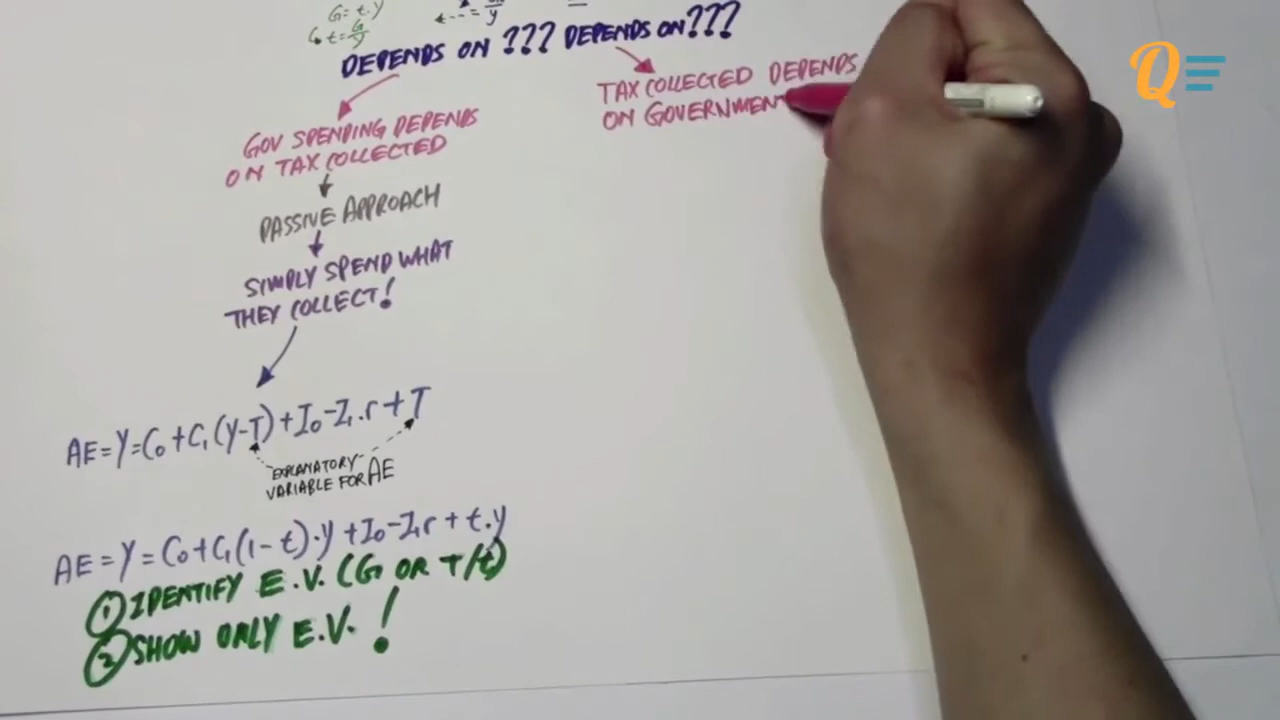 G = t.y
t = G/y
DEPENDS ON ??? DEPENDS ON???
TAX COLLECTED DEPENDS
ON GOVERNMENT
GOV SPENDING DEPENDS
ON TAX COLLECTED
PASSIVE APPROACH
SIMPLY SPEND WHAT
THEY COLLECT!
AE = Y = C₀ + C₁ (Y-T) + I₀ - I₁.r + T
EXPLANATORY
VARIABLE FOR AE
AE = Y = C₀ + C₁(1-t).y + I₀ - I₁r + t.y
① IDENTIFY E.V. (G OR T/t)
② SHOW ONLY E.V. !
Q